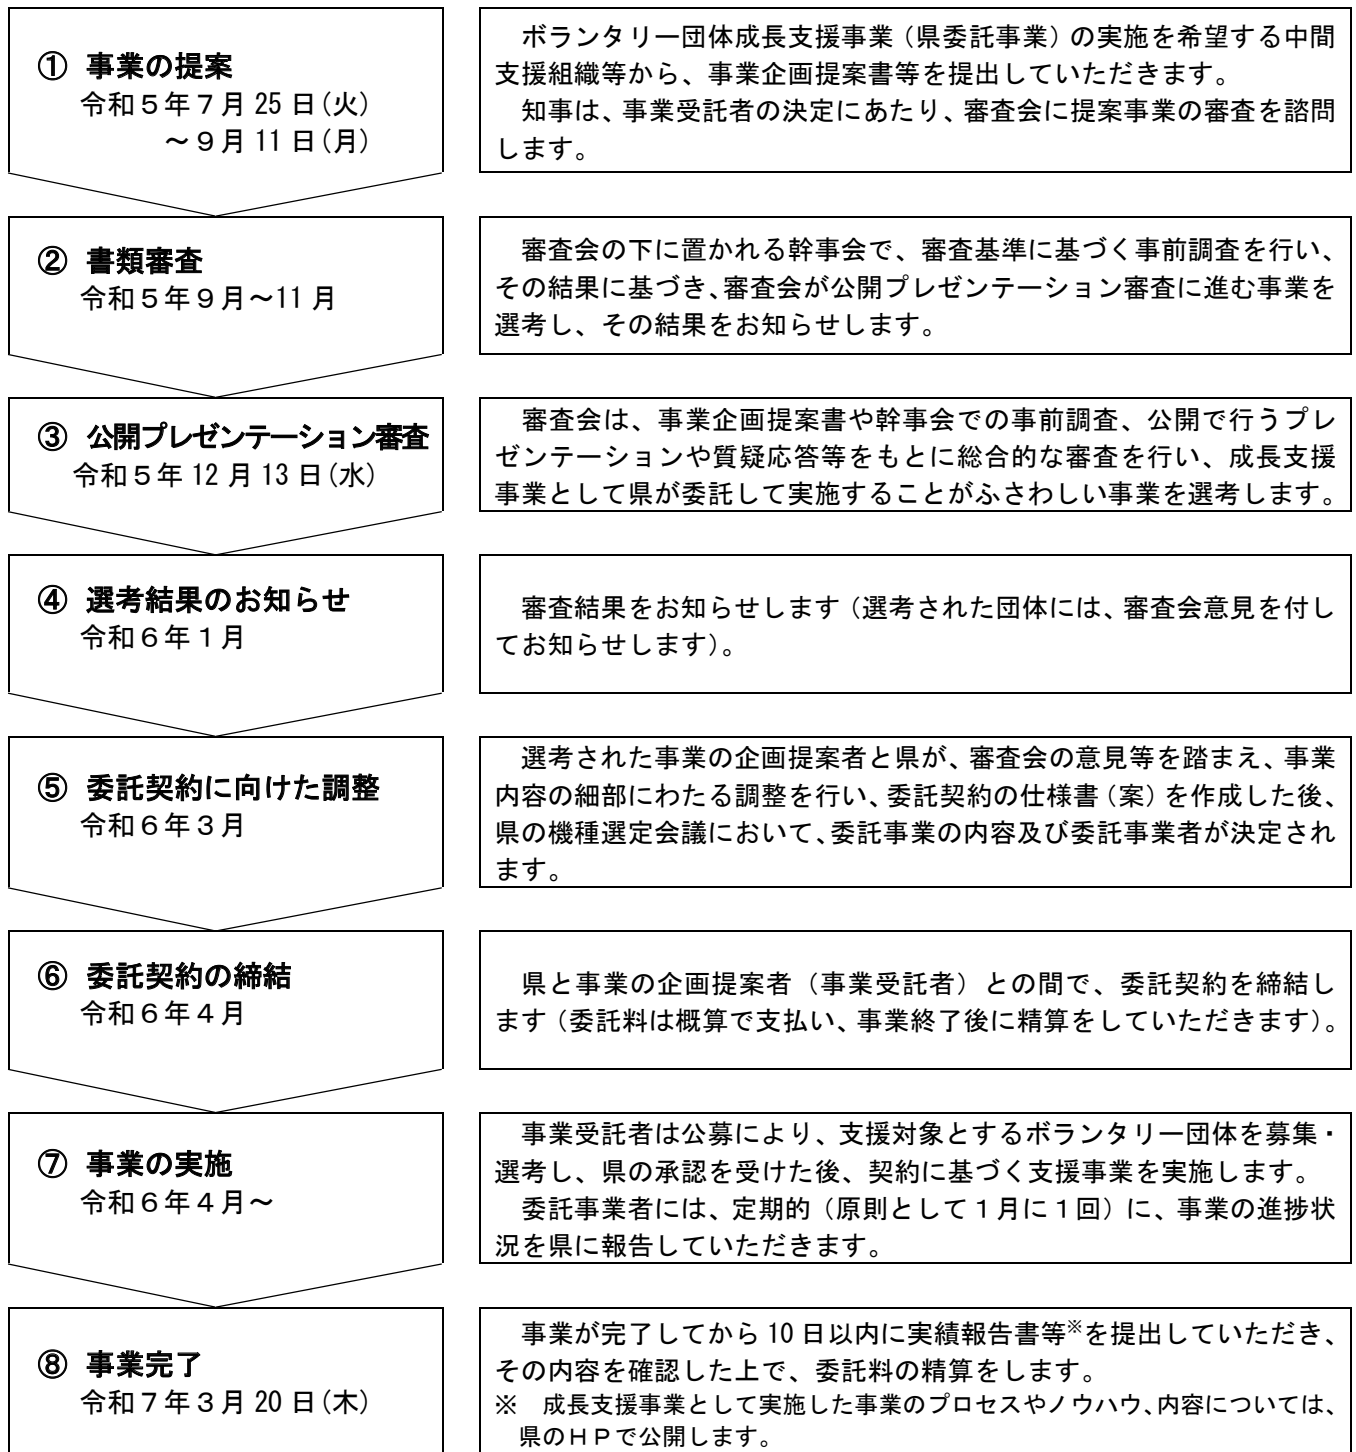 ① 事業の提案
令和５年７月 25 日(火)
～９月 11 日(月)
ボランタリー団体成長支援事業（県委託事業）の実施を希望する中間
支援組織等から、事業企画提案書等を提出していただきます。
知事は、事業受託者の決定にあたり、審査会に提案事業の審査を諮問
します。
② 書類審査
令和５年９月～11 月
審査会の下に置かれる幹事会で、審査基準に基づく事前調査を行い、
その結果に基づき、審査会が公開プレゼンテーション審査に進む事業を
選考し、その結果をお知らせします。
③ 公開プレゼンテーション審査
令和５年 12 月 13 日(水)
審査会は、事業企画提案書や幹事会での事前調査、公開で行うプレ
ゼンテーションや質疑応答等をもとに総合的な審査を行い、成長支援
事業として県が委託して実施することがふさわしい事業を選考します。
④ 選考結果のお知らせ
令和６年１月
審査結果をお知らせします（選考された団体には、審査会意見を付し
てお知らせします）。
⑤ 委託契約に向けた調整
令和６年３月
選考された事業の企画提案者と県が、審査会の意見等を踏まえ、事業
内容の細部にわたる調整を行い、委託契約の仕様書（案）を作成した後、
県の機種選定会議において、委託事業の内容及び委託事業者が決定され
ます。
⑥ 委託契約の締結
令和６年４月
県と事業の企画提案者（事業受託者）との間で、委託契約を締結し
ます（委託料は概算で支払い、事業終了後に精算をしていただきます）。
⑦ 事業の実施
令和６年４月～
事業受託者は公募により、支援対象とするボランタリー団体を募集・
選考し、県の承認を受けた後、契約に基づく支援事業を実施します。
委託事業者には、定期的（原則として１月に１回）に、事業の進捗状
況を県に報告していただきます。
⑧ 事業完了
令和７年３月 20 日(木)
事業が完了してから 10 日以内に実績報告書等※を提出していただき、
その内容を確認した上で、委託料の精算をします。
※ 成長支援事業として実施した事業のプロセスやノウハウ、内容については、
県のＨＰで公開します。